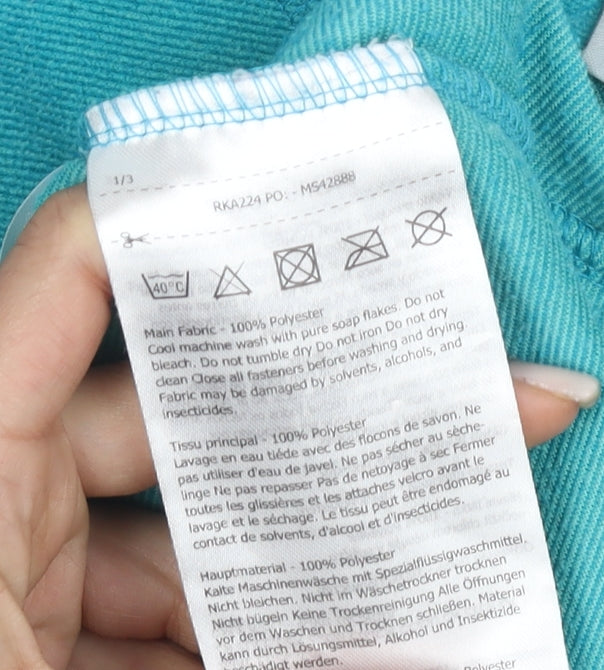 1/3
RKA224 PO: - M542888
40°C
Main Fabric - 100% Polyester
Cool machine wash with pure soap flakes. Do not
bleach. Do not tumble dry Do not iron Do not dry
clean Close all fasteners before washing and drying
Fabric may be damaged by solvents, alcohols, and
insecticides.
Tissu principal - 100% Polyester
Lavage en eau tiéde avec des flocons de savon. Ne
pas utiliser d'eau de javel. Ne pas sécher au sèche-
linge Ne pas repasser Pas de netoyage à sec Fermer
toutes les glissières et les attaches velcro avant le
lavage et le séchage. Le tissu peut être endomagé au
contact de solvents, d'alcool et d'insecticides.
Hauptmaterial - 100% Polyester
Kalte Maschinenwäsche mit Spezialflüssigwaschmittel.
Nicht bleichen. Nicht im Wäschetrockner trocknen
Nicht bügeln Keine Trockenreinigung Alle Öffnungen
vor dem Waschen und Trocknen schließen. Material
kann durch Lösungsmittel, Alkohol und Insektizide
beschädigt werden.
Polyester